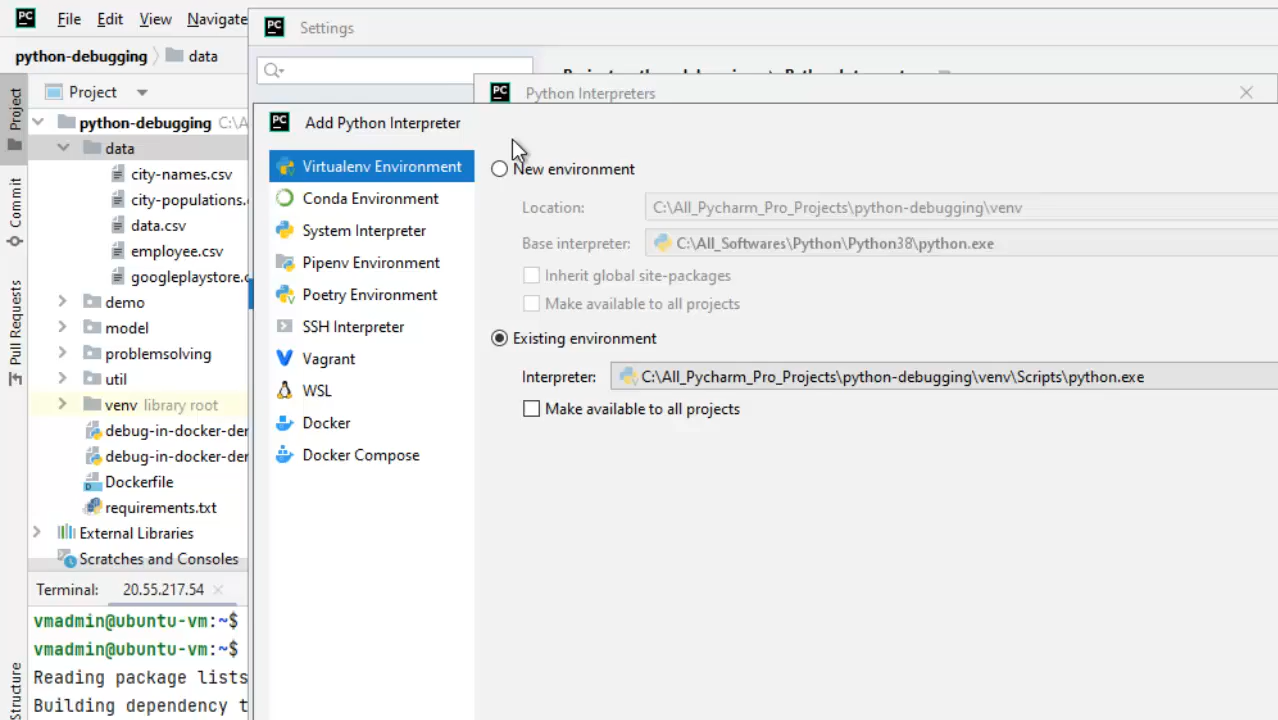 File Edit View Navigate
Settings
python-debugging data
Project
Python Interpreters
Add Python Interpreter
python-debugging C:\A
data
city-names.csv
city-populations.
data.csv
employee.csv
googleplaystore.
demo
model
problemsolving
util
venv library root
debug-in-docker-de
debug-in-docker-de
Dockerfile
requirements.txt
External Libraries
Scratches and Consoles
Project
Commit
Pull Requests
Structure
Virtualenv Environment
Conda Environment
System Interpreter
Pipenv Environment
Poetry Environment
SSH Interpreter
Vagrant
WSL
Docker
Docker Compose
New environment
Location: C:\All_Pycharm_Pro_Projects\python-debugging\venv
Base interpreter: C:\All_Softwares\Python\Python38\python.exe
Inherit global site-packages
Make available to all projects
Existing environment
Interpreter: C:\All_Pycharm_Pro_Projects\python-debugging\venv\Scripts\python.exe
Make available to all projects
Terminal: 20.55.217.54
vmadmin@ubuntu-vm:~$
vmadmin@ubuntu-vm:~$
Reading package lists
Building dependency t